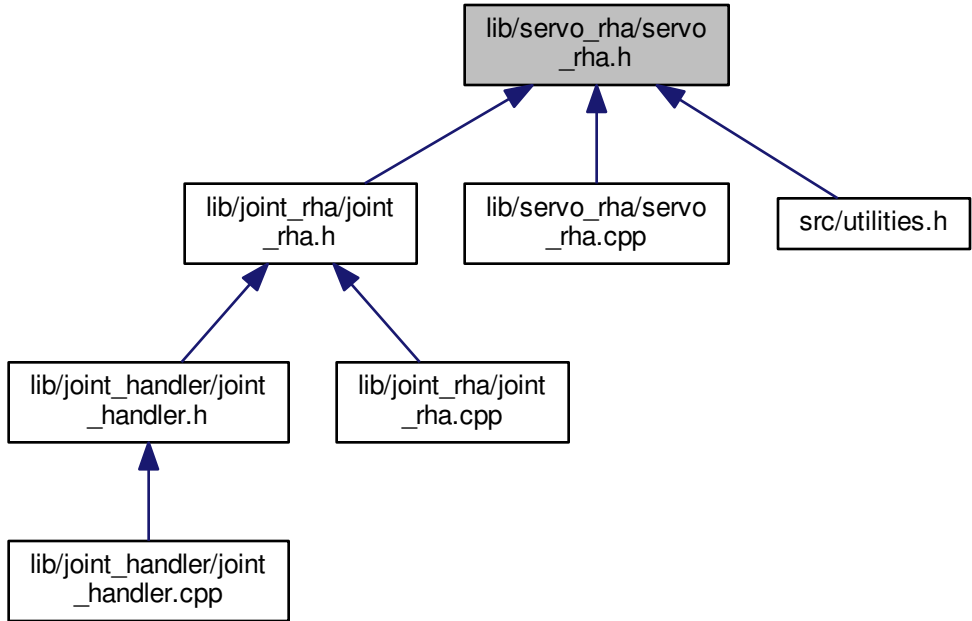 lib/servo_rha/servo
_rha.h
lib/joint_rha/joint
_rha.h
lib/servo_rha/servo
_rha.cpp
src/utilities.h
lib/joint_handler/joint
_handler.h
lib/joint_rha/joint
_rha.cpp
lib/joint_handler/joint
_handler.cpp